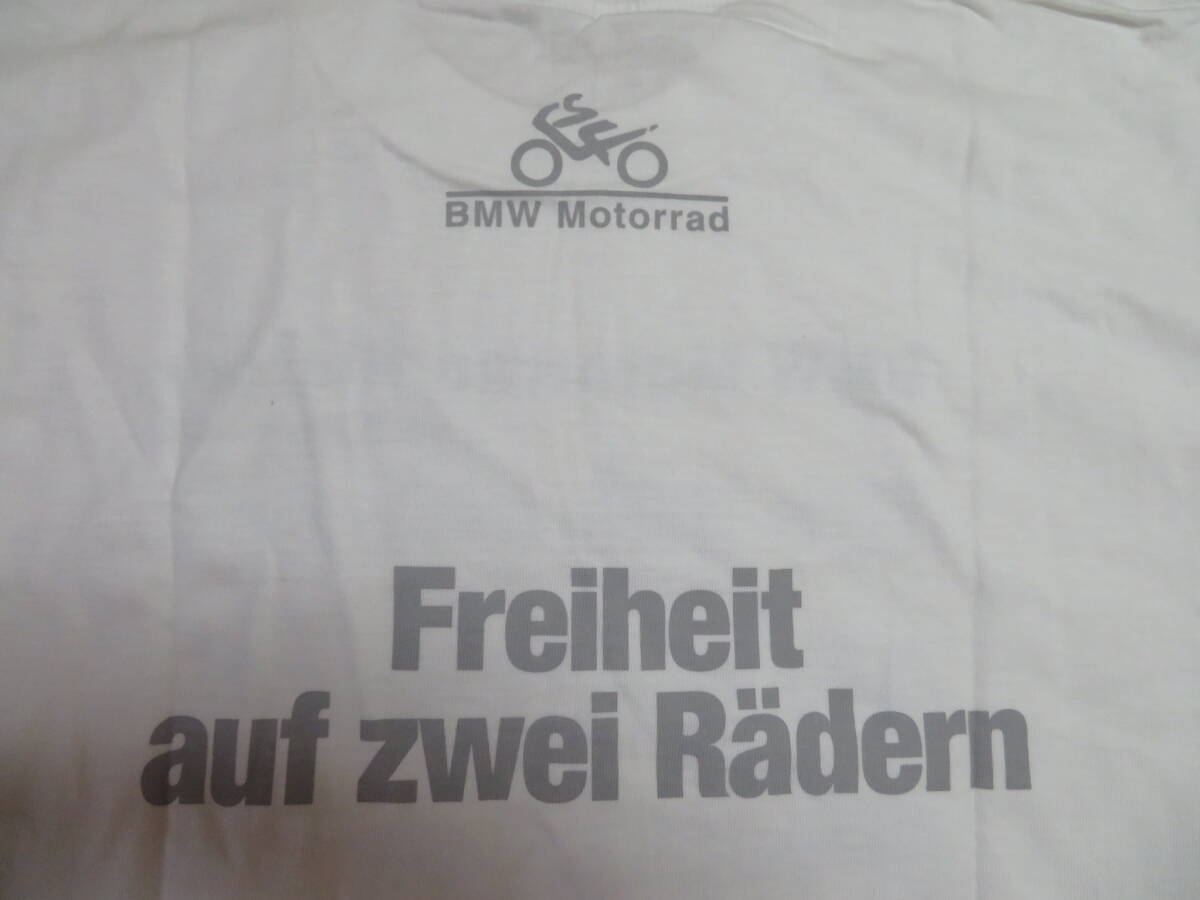 BMW Motorrad
Freiheit
auf zwei Rädern